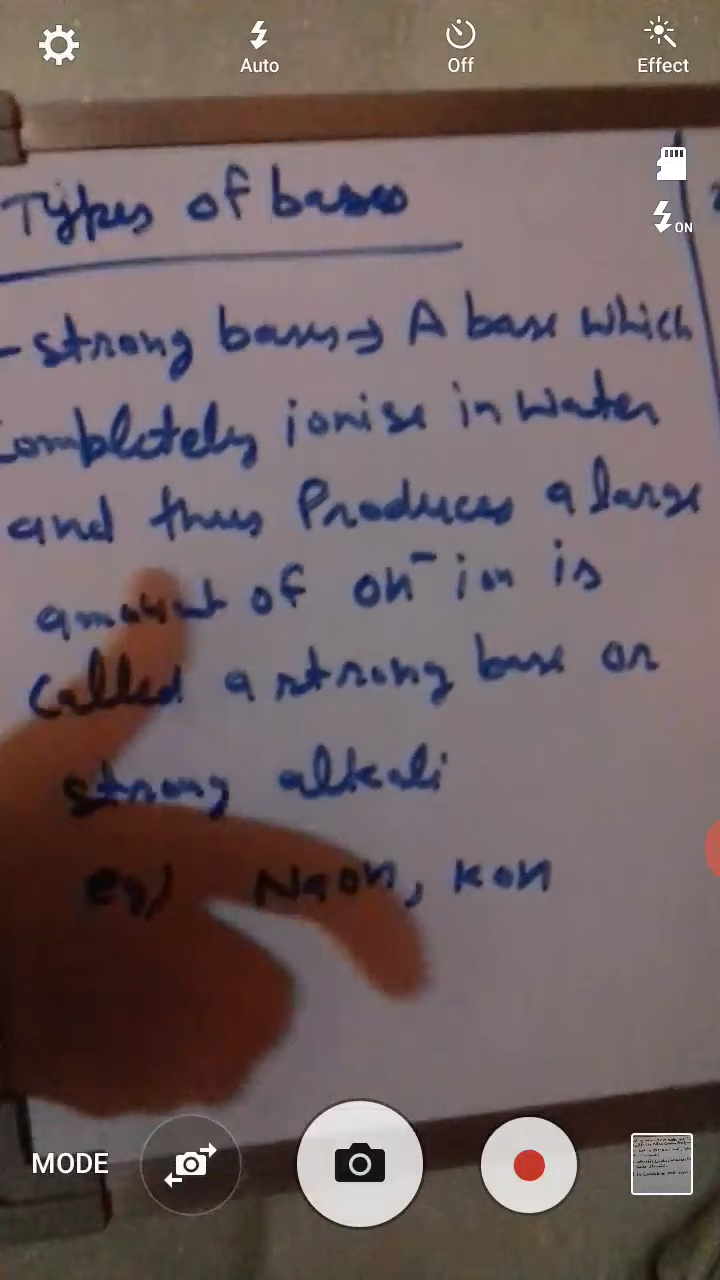 Auto
Off
Effect
ON
Types of bases
-strong bases→ A base which
completely ionise in water
and thus Produces a large
amount of oh⁻ ion is
called a strong base or
strong alkali
eg) Naoh, koh
MODE